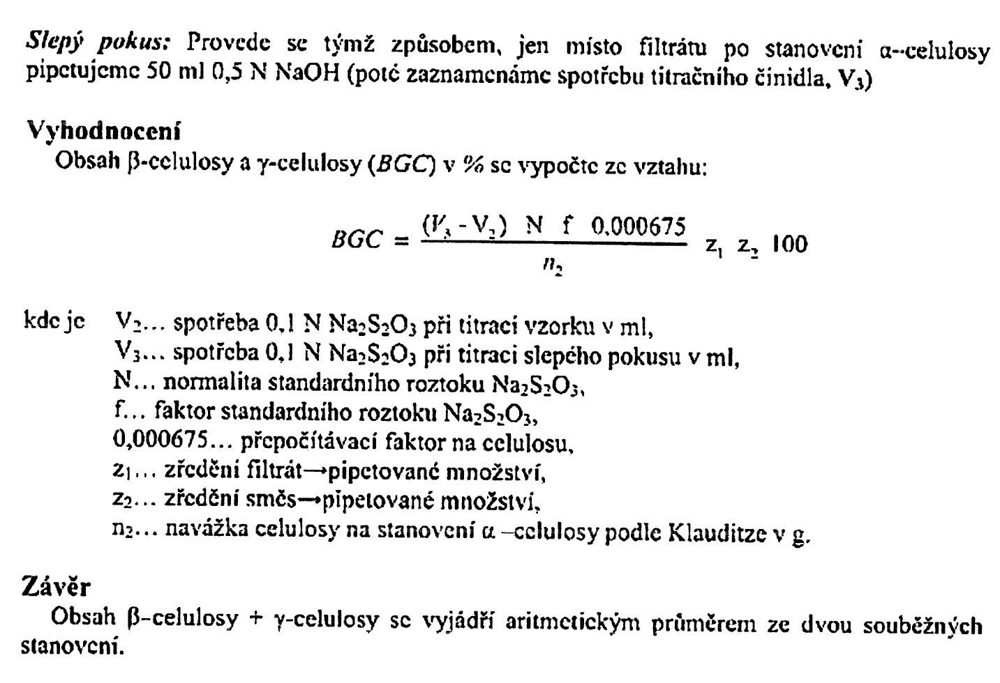 Slepý pokus: Provede se týmž způsobem, jen místo filtrátu po stanovení α–celulosy
pipetujeme 50 ml 0,5 N NaOH (poté zaznamenáme spotřebu titračního činidla, V₃)
Vyhodnocení
Obsah β-celulosy a γ-celulosy (BGC) v % se vypočte ze vztahu:
BGC = \frac{(V₃ - V₂) N f 0,000675}{n₂} z₁ z₂ 100
kde je V₂... spotřeba 0,1 N Na₂S₂O₃ při titraci vzorku v ml,
V₃... spotřeba 0,1 N Na₂S₂O₃ při titraci slepého pokusu v ml,
N... normalita standardního roztoku Na₂S₂O₃,
f... faktor standardního roztoku Na₂S₂O₃,
0,000675... přepočítávací faktor na celulosu,
z₁... zředění filtrát→pipetované množství,
z₂... zředění směs→pipetované množství,
n₂... navážka celulosy na stanovení α –celulosy podle Klauditze v g.
Závěr
Obsah β–celulosy + γ-celulosy se vyjádří aritmetickým průměrem ze dvou souběžných
stanovení.